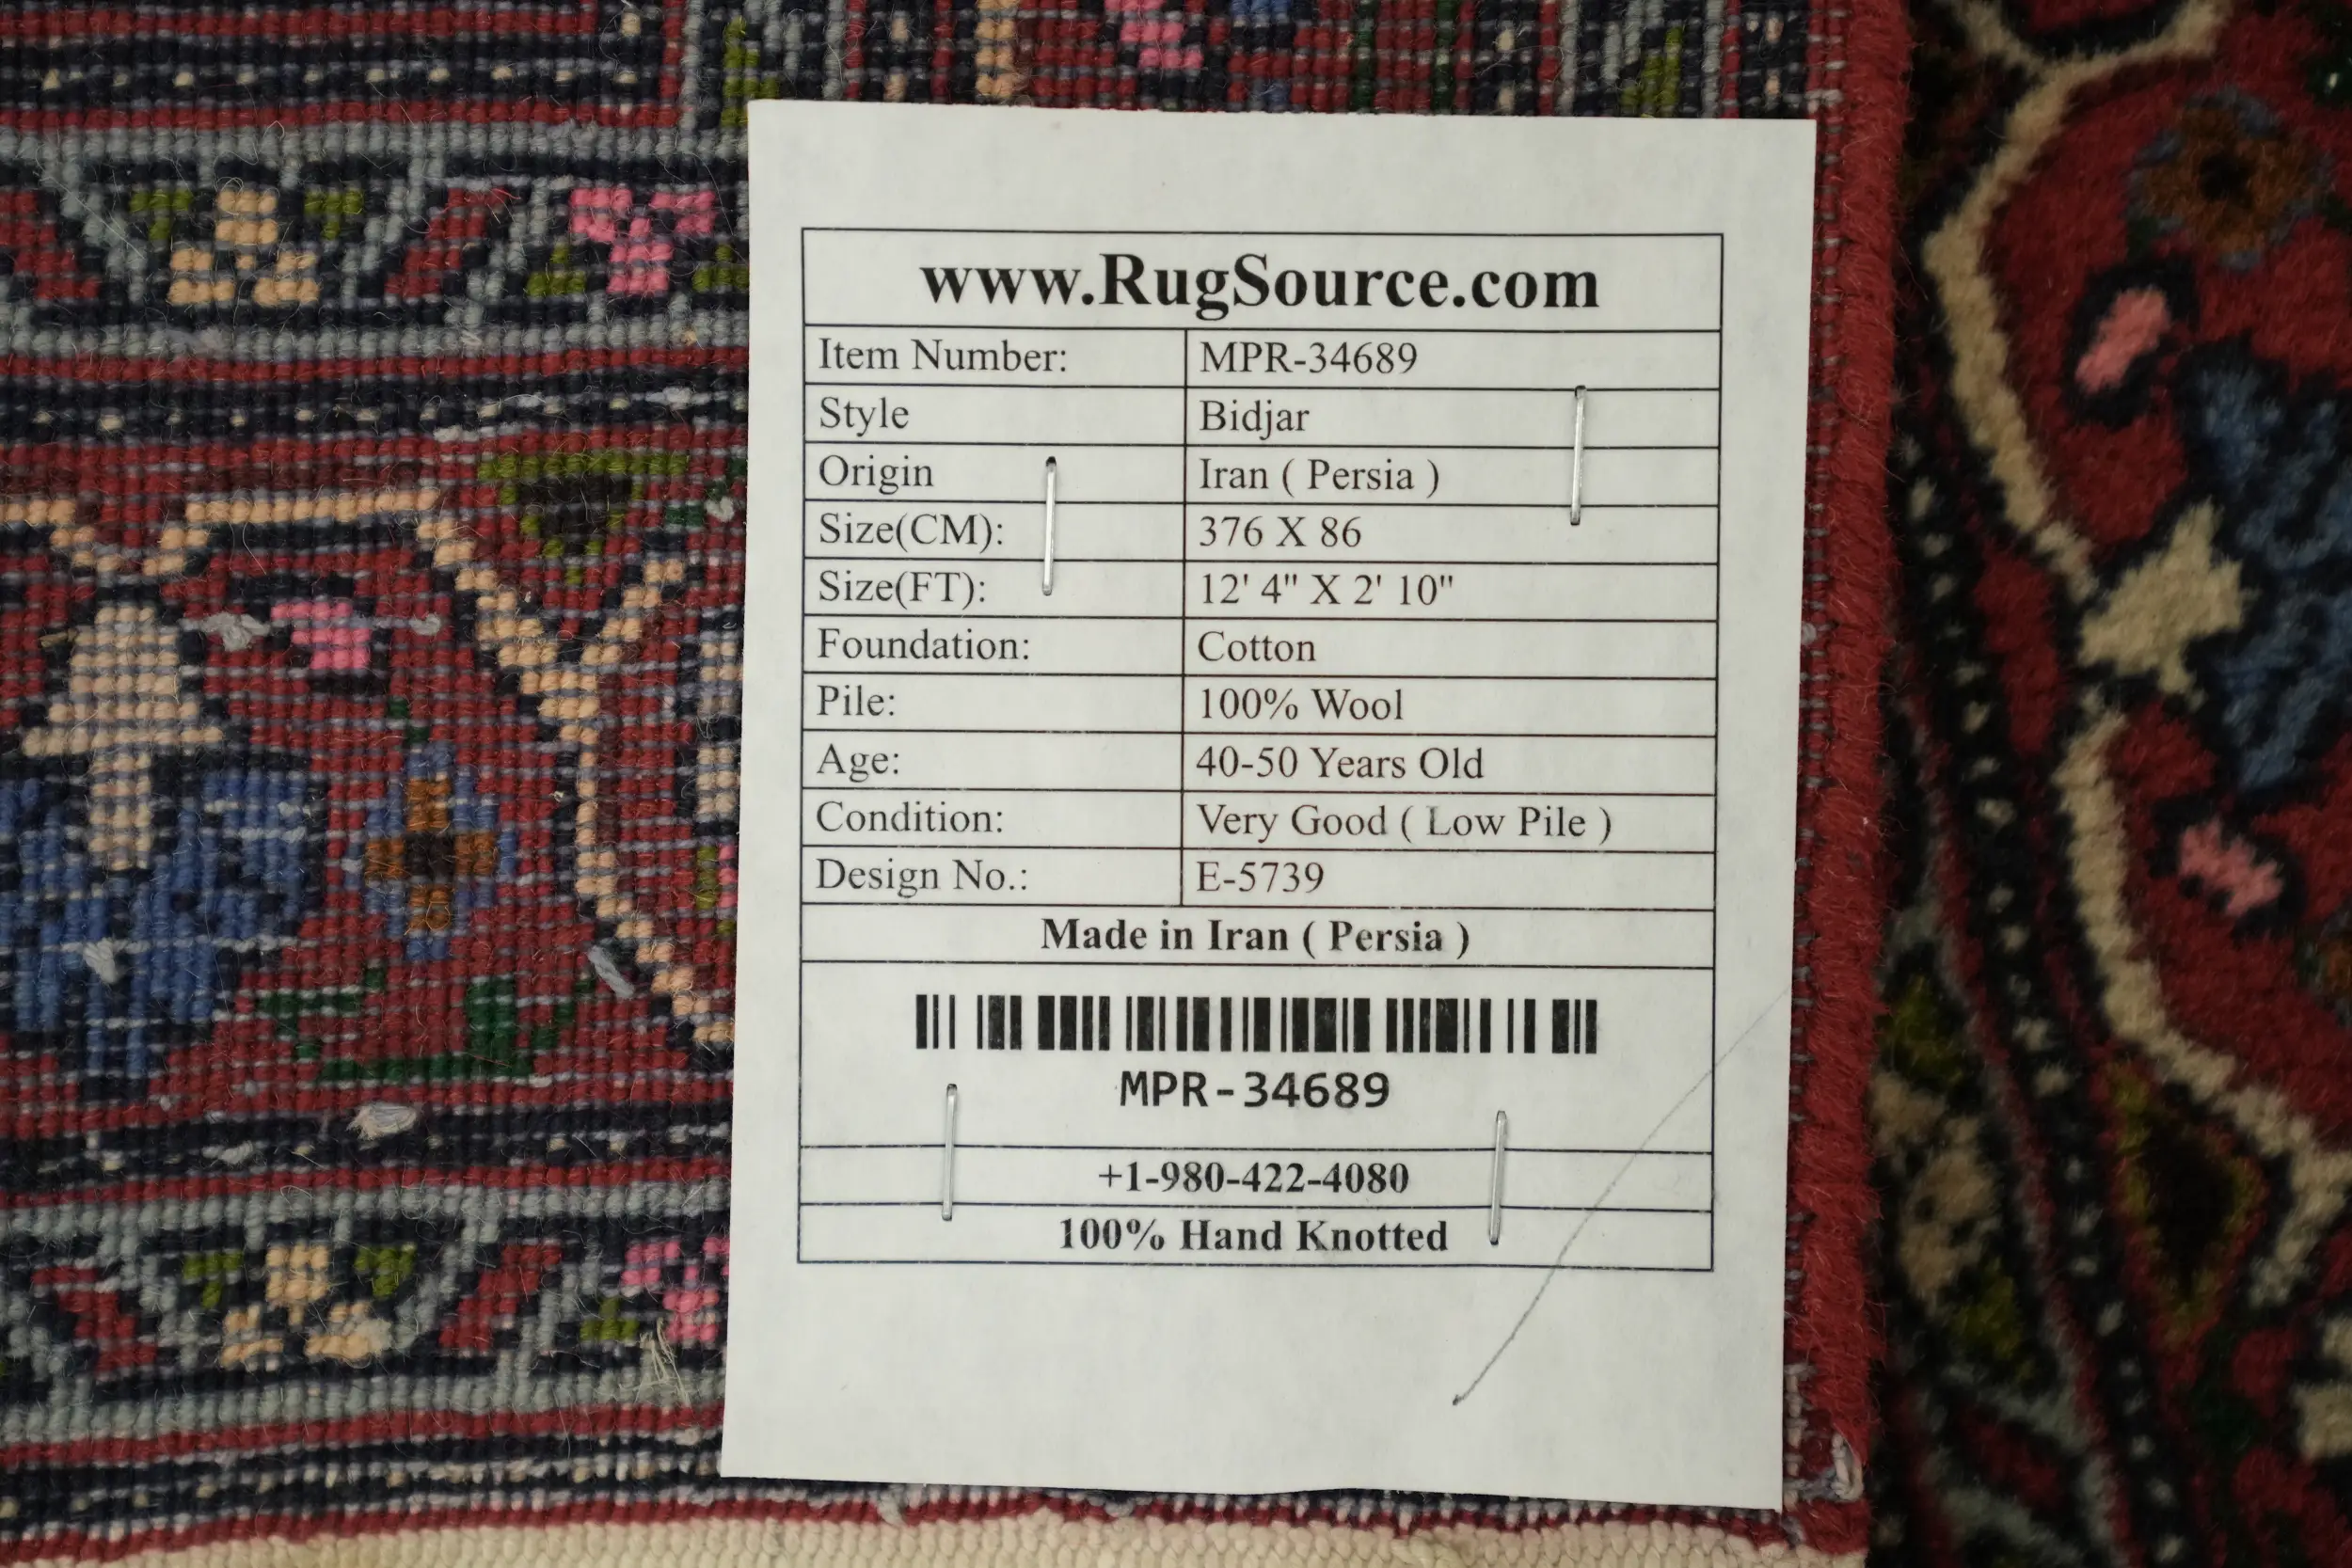 www.RugSource.com
Item Number: MPR-34689
Style Bidjar
Origin Iran ( Persia )
Size(CM): 376 X 86
Size(FT): 12' 4" X 2' 10"
Foundation: Cotton
Pile: 100% Wool
Age: 40-50 Years Old
Condition: Very Good ( Low Pile )
Design No.: E-5739
Made in Iran ( Persia )
MPR-34689
+1-980-422-4080
100% Hand Knotted